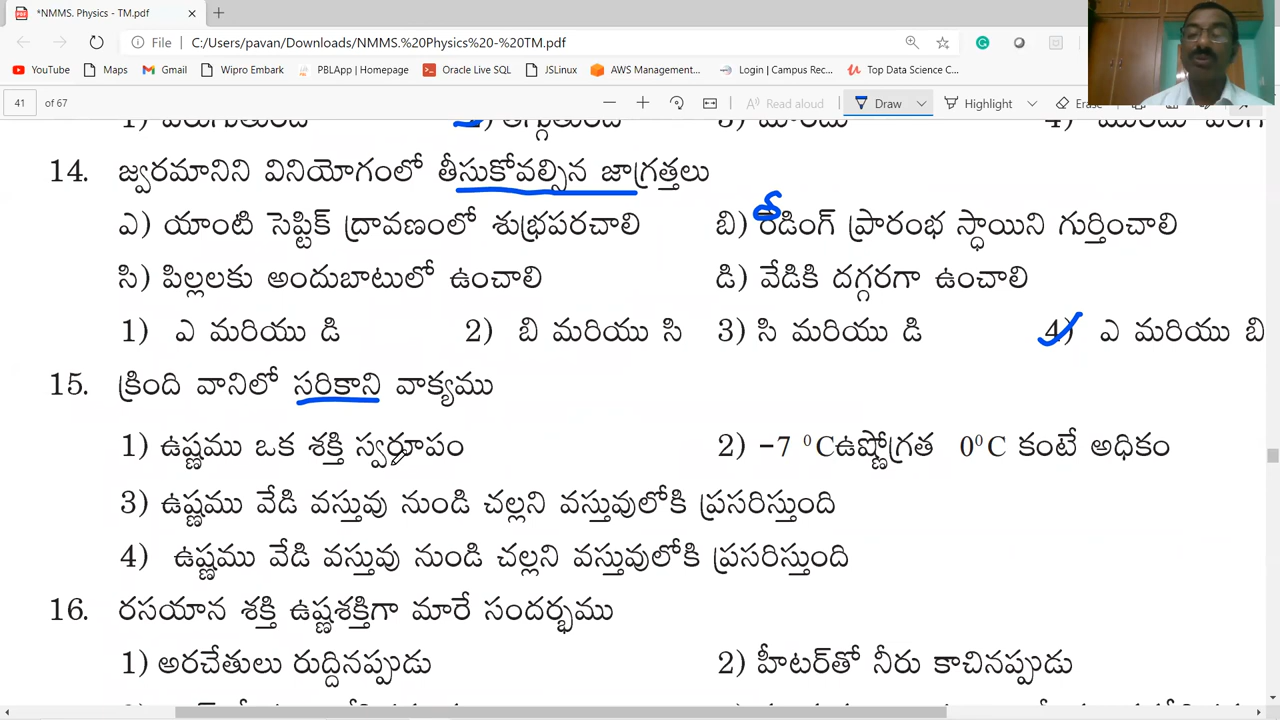 *NMMS. Physics - TM.pdf
File C:/Users/pavan/Downloads/NMMS.%20Physics%20-%20TM.pdf
YouTube Maps Gmail Wipro Embark PBLApp | Homepage Oracle Live SQL JSLinux AWS Management... Login | Campus Rec... Top Data Science C...
41 of 67 Read aloud Draw Highlight Erase
14. జ్వరమానిని వినియోగంలో తీసుకోవల్సిన జాగ్రత్తలు
ఎ) యాంటి సెప్టిక్ ద్రావణంలో శుభ్రపరచాలి బి) రీడింగ్ ప్రారంభ స్థాయిని గుర్తించాలి
సి) పిల్లలకు అందుబాటులో ఉంచాలి డి) వేడికి దగ్గరగా ఉంచాలి
1) ఎ మరియు డి 2) బి మరియు సి 3) సి మరియు డి 4) ఎ మరియు బి
15. క్రింది వానిలో సరికాని వాక్యము
1) ఉష్ణము ఒక శక్తి స్వరూపం 2) −7 ⁰C ఉష్ణోగ్రత 0⁰C కంటే అధికం
3) ఉష్ణము వేడి వస్తువు నుండి చల్లని వస్తువులోకి ప్రసరిస్తుంది
4) ఉష్ణము వేడి వస్తువు నుండి చల్లని వస్తువులోకి ప్రసరిస్తుంది
16. రసయాన శక్తి ఉష్ణశక్తిగా మారే సందర్భము
1) అరచేతులు రుద్దినప్పుడు 2) హీటర్‌తో నీరు కాచినప్పుడు